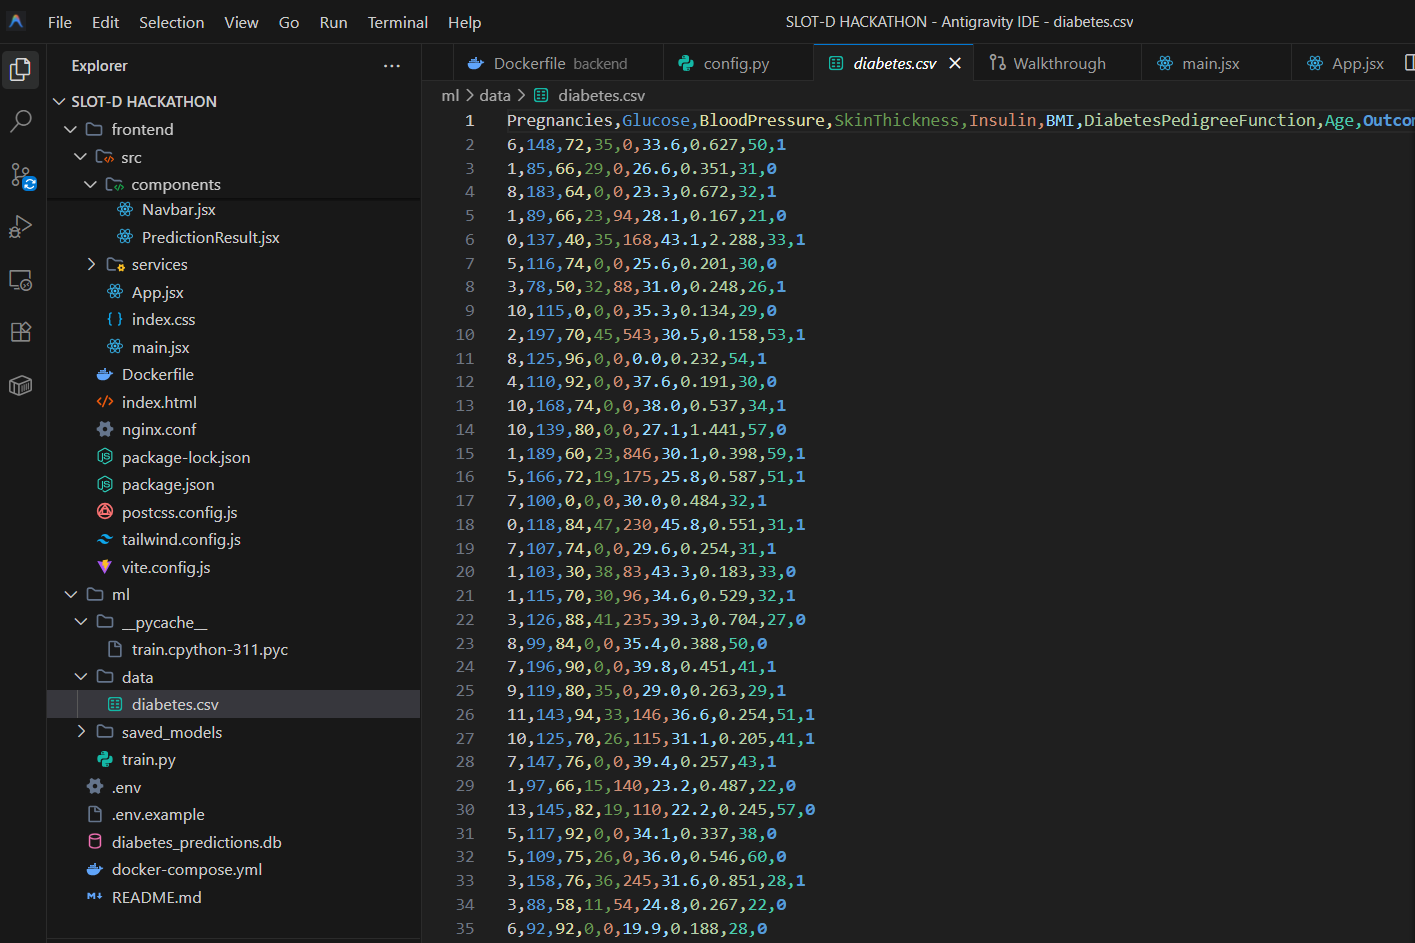 File Edit Selection View Go Run Terminal Help
SLOT-D HACKATHON - Antigravity IDE - diabetes.csv
Explorer
SLOT-D HACKATHON
frontend
src
components
Navbar.jsx
PredictionResult.jsx
services
App.jsx
index.css
main.jsx
Dockerfile
index.html
nginx.conf
package-lock.json
package.json
postcss.config.js
tailwind.config.js
vite.config.js
ml
__pycache__
train.cpython-311.pyc
data
diabetes.csv
saved_models
train.py
.env
.env.example
diabetes_predictions.db
docker-compose.yml
README.md
Dockerfile backend
config.py
diabetes.csv
Walkthrough
main.jsx
App.jsx
ml > data > diabetes.csv
1 Pregnancies,Glucose,BloodPressure,SkinThickness,Insulin,BMI,DiabetesPedigreeFunction,Age,Outcom
2 6,148,72,35,0,33.6,0.627,50,1
3 1,85,66,29,0,26.6,0.351,31,0
4 8,183,64,0,0,23.3,0.672,32,1
5 1,89,66,23,94,28.1,0.167,21,0
6 0,137,40,35,168,43.1,2.288,33,1
7 5,116,74,0,0,25.6,0.201,30,0
8 3,78,50,32,88,31.0,0.248,26,1
9 10,115,0,0,0,35.3,0.134,29,0
10 2,197,70,45,543,30.5,0.158,53,1
11 8,125,96,0,0,0.0,0.232,54,1
12 4,110,92,0,0,37.6,0.191,30,0
13 10,168,74,0,0,38.0,0.537,34,1
14 10,139,80,0,0,27.1,1.441,57,0
15 1,189,60,23,846,30.1,0.398,59,1
16 5,166,72,19,175,25.8,0.587,51,1
17 7,100,0,0,0,30.0,0.484,32,1
18 0,118,84,47,230,45.8,0.551,31,1
19 7,107,74,0,0,29.6,0.254,31,1
20 1,103,30,38,83,43.3,0.183,33,0
21 1,115,70,30,96,34.6,0.529,32,1
22 3,126,88,41,235,39.3,0.704,27,0
23 8,99,84,0,0,35.4,0.388,50,0
24 7,196,90,0,0,39.8,0.451,41,1
25 9,119,80,35,0,29.0,0.263,29,1
26 11,143,94,33,146,36.6,0.254,51,1
27 10,125,70,26,115,31.1,0.205,41,1
28 7,147,76,0,0,39.4,0.257,43,1
29 1,97,66,15,140,23.2,0.487,22,0
30 13,145,82,19,110,22.2,0.245,57,0
31 5,117,92,0,0,34.1,0.337,38,0
32 5,109,75,26,0,36.0,0.546,60,0
33 3,158,76,36,245,31.6,0.851,28,1
34 3,88,58,11,54,24.8,0.267,22,0
35 6,92,92,0,0,19.9,0.188,28,0